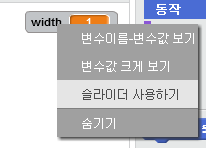 동작
width 1
변수이름-변수값 보기
변수값 크게 보기
슬라이더 사용하기
숨기기